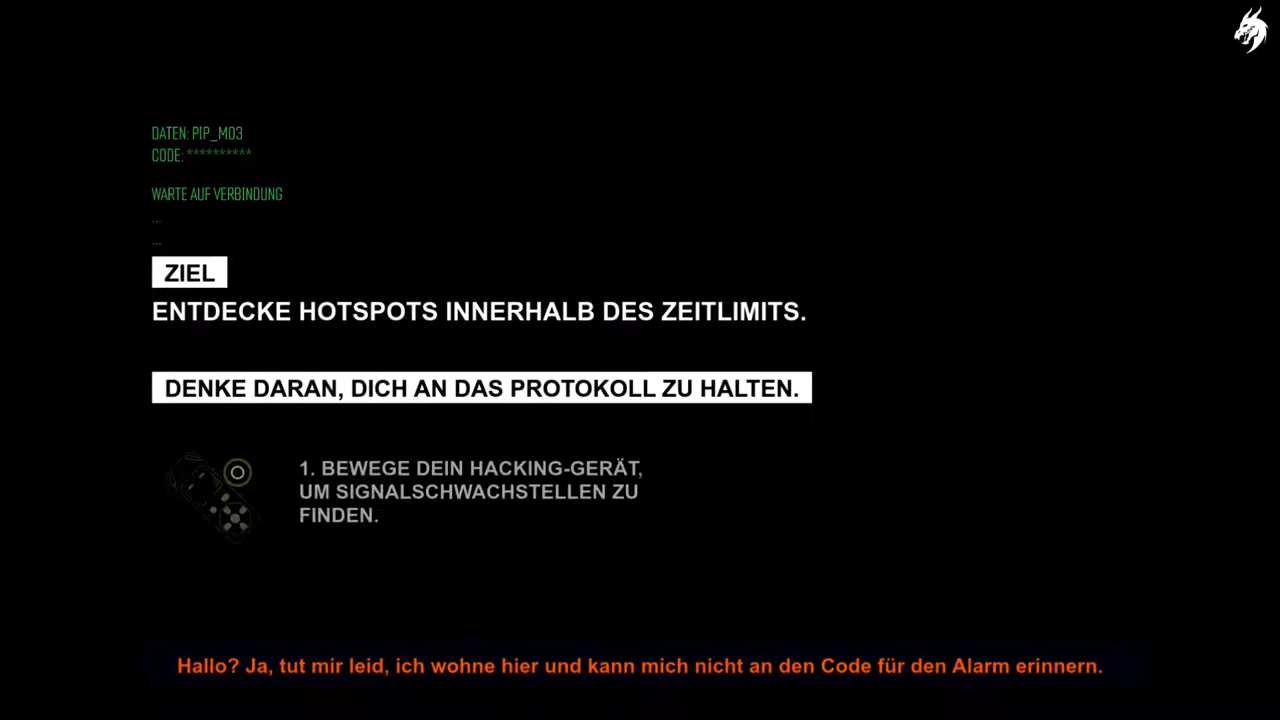 DATEN: PIP_M03
CODE: **********
WARTE AUF VERBINDUNG
...
...
ZIEL
ENTDECKE HOTSPOTS INNERHALB DES ZEITLIMITS.
DENKE DARAN, DICH AN DAS PROTOKOLL ZU HALTEN.
1. BEWEGE DEIN HACKING-GERÄT,
UM SIGNALSCHWACHSTELLEN ZU
FINDEN.
Hallo? Ja, tut mir leid, ich wohne hier und kann mich nicht an den Code für den Alarm erinnern.